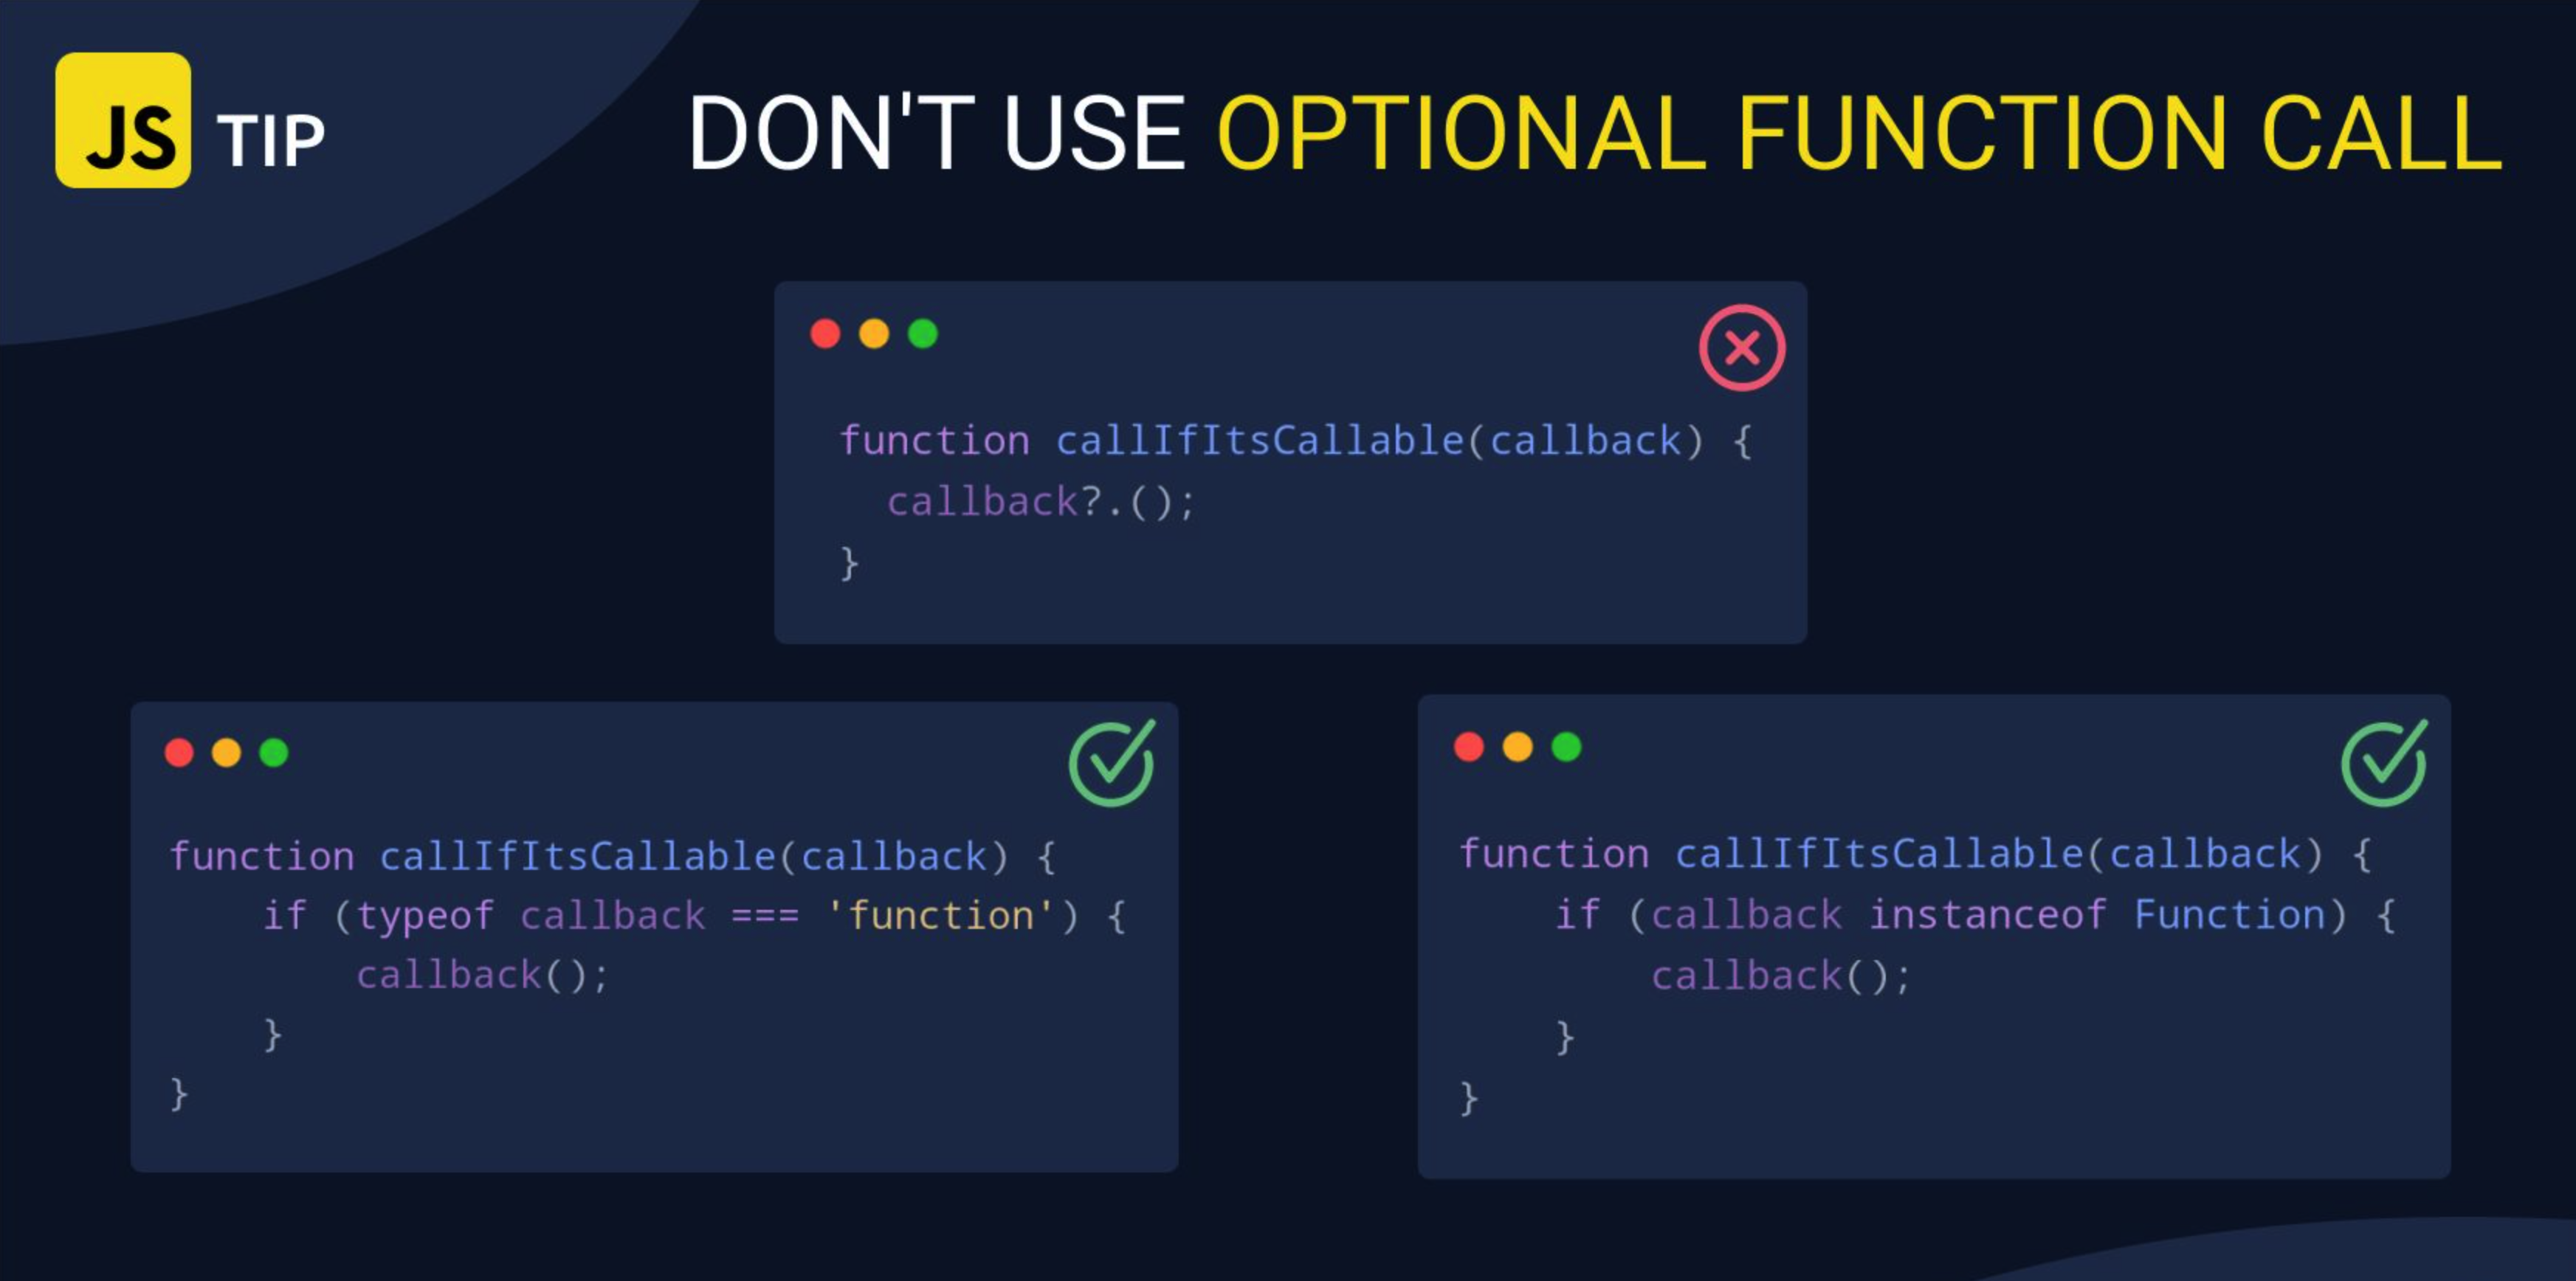 JS TIP
DON'T USE OPTIONAL FUNCTION CALL
function callIfItsCallable(callback) {
  callback?.();
}
function callIfItsCallable(callback) {
    if (typeof callback === 'function') {
        callback();
    }
}
function callIfItsCallable(callback) {
    if (callback instanceof Function) {
        callback();
    }
}